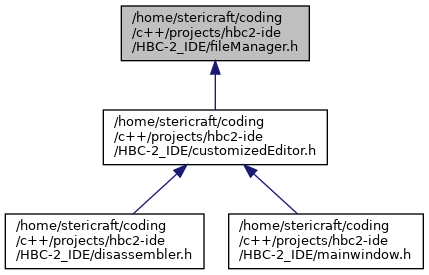 /home/stericraft/coding
/c++/projects/hbc2-ide
/HBC-2_IDE/fileManager.h
/home/stericraft/coding
/c++/projects/hbc2-ide
/HBC-2_IDE/customizedEditor.h
/home/stericraft/coding
/c++/projects/hbc2-ide
/HBC-2_IDE/disassembler.h
/home/stericraft/coding
/c++/projects/hbc2-ide
/HBC-2_IDE/mainwindow.h